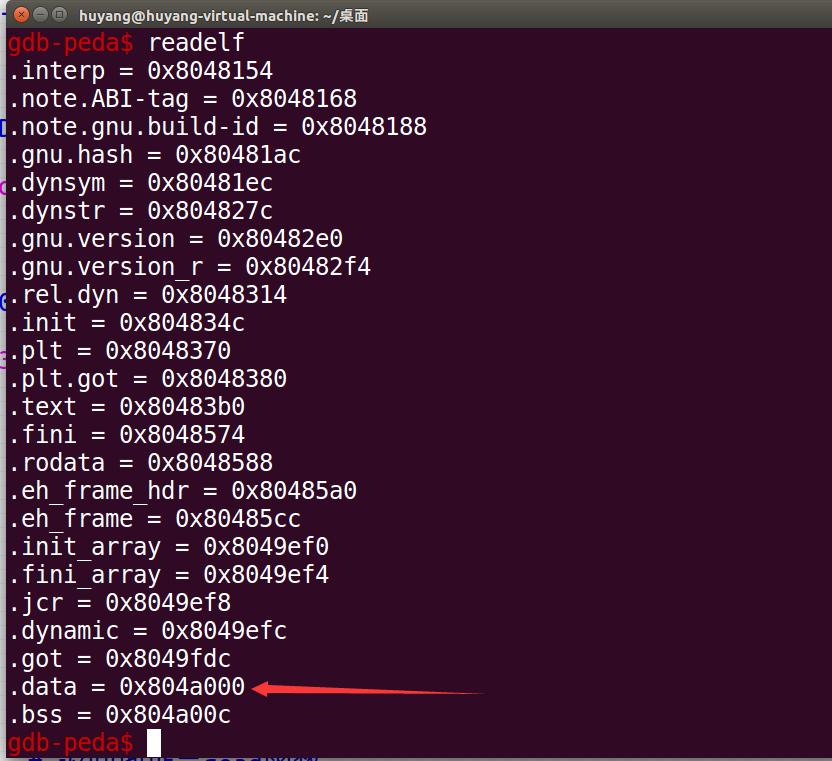 huyang@huyang-virtual-machine: ~/桌面
gdb-peda$ readelf
.interp = 0x8048154
.note.ABI-tag = 0x8048168
.note.gnu.build-id = 0x8048188
.gnu.hash = 0x80481ac
.dynsym = 0x80481ec
.dynstr = 0x804827c
.gnu.version = 0x80482e0
.gnu.version_r = 0x80482f4
.rel.dyn = 0x8048314
.init = 0x804834c
.plt = 0x8048370
.plt.got = 0x8048380
.text = 0x80483b0
.fini = 0x8048574
.rodata = 0x8048588
.eh_frame_hdr = 0x80485a0
.eh_frame = 0x80485cc
.init_array = 0x8049ef0
.fini_array = 0x8049ef4
.jcr = 0x8049ef8
.dynamic = 0x8049efc
.got = 0x8049fdc
.data = 0x804a000
.bss = 0x804a00c
gdb-peda$